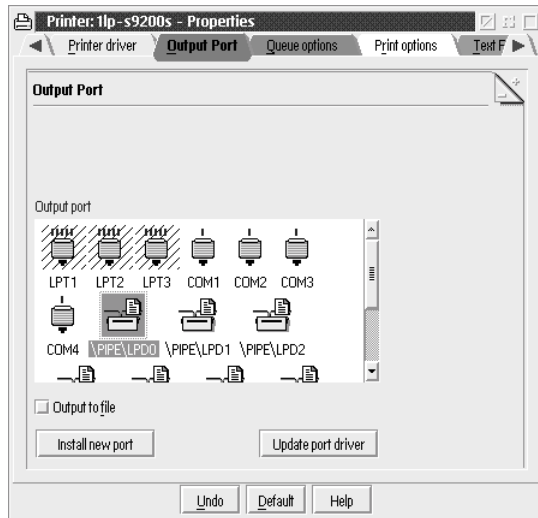 Printer: 1lp-s9200s - Properties
Printer driver Output Port Queue options Print options Text F
Output Port
Output port
LPT1 LPT2 LPT3 COM1 COM2 COM3
COM4 \PIPE\LPD0 \PIPE\LPD1 \PIPE\LPD2
Output to file
Install new port Update port driver
Undo Default Help